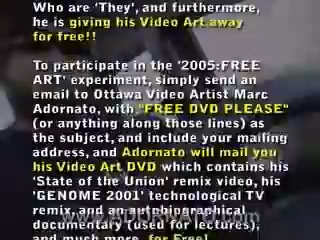 Who are 'They', and furthermore,
he is giving his Video Art away
for free!!
To participate in the '2005:FREE
ART' experiment, simply send an
email to Ottawa Video Artist Marc
Adornato, with "FREE DVD PLEASE"
(or anything along those lines) as
the subject, and include your mailing
address, and Adornato will mail you
his Video Art DVD which contains his
'State of the Union' remix video, his
'GENOME 2001' technological TV
remix, and an autobiographical
documentary (used for lectures),
and much more, for Free!